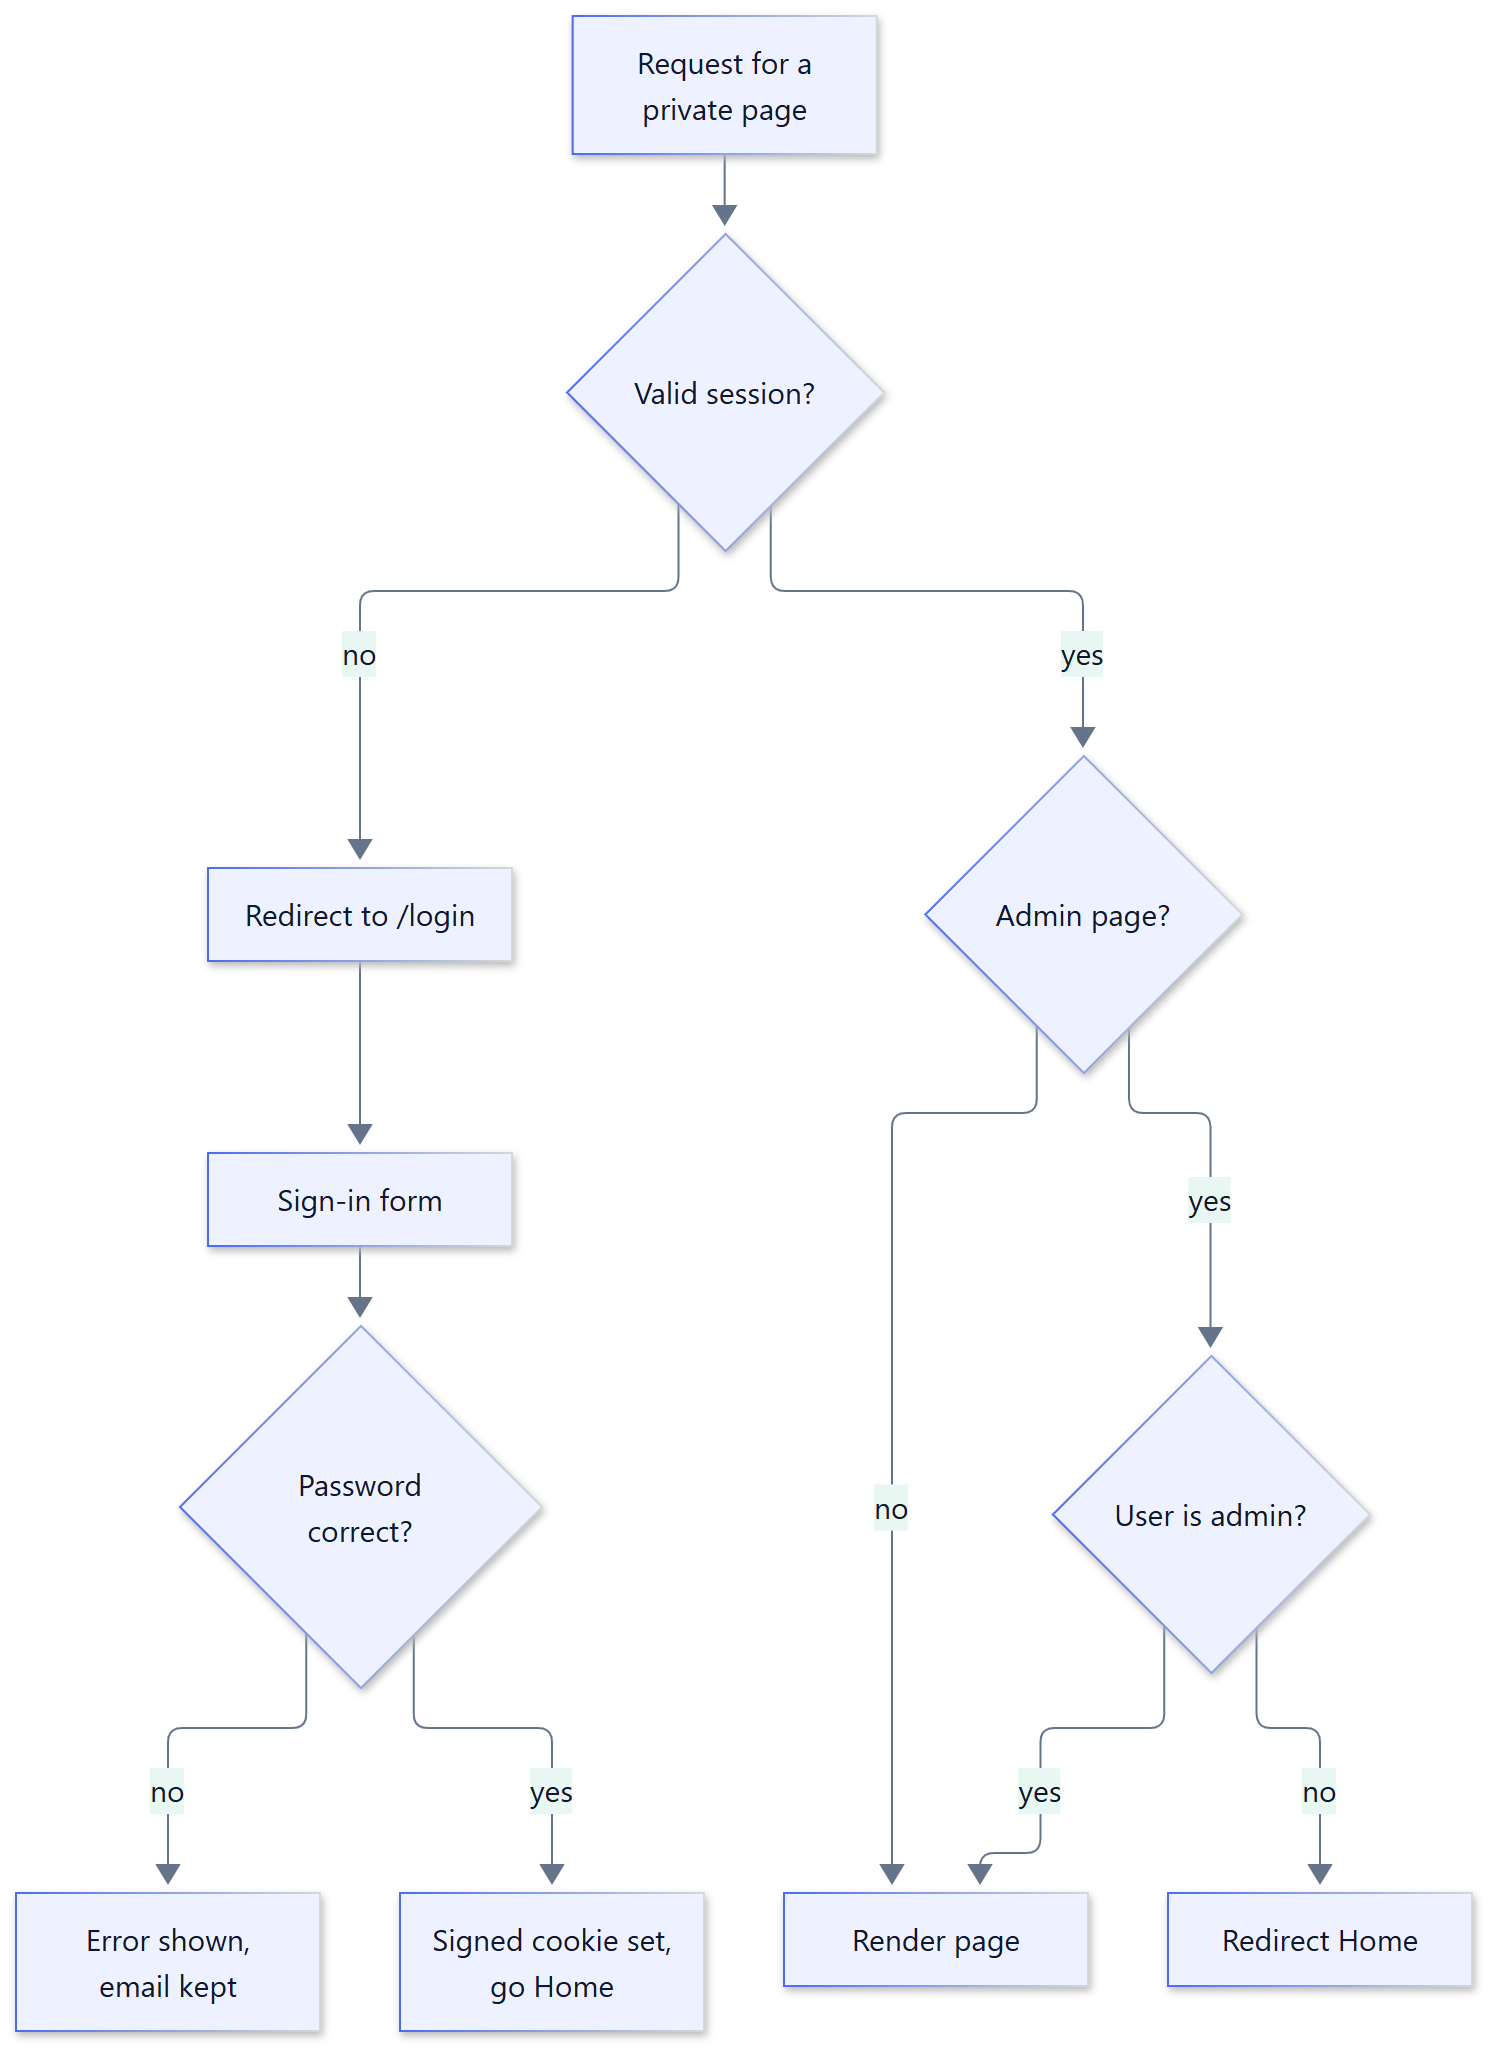 Request for a
private page
Valid session?
no
yes
Redirect to /login
Admin page?
Sign-in form
yes
Password
correct?
no
User is admin?
no
yes
yes
no
Error shown,
email kept
Signed cookie set,
go Home
Render page
Redirect Home